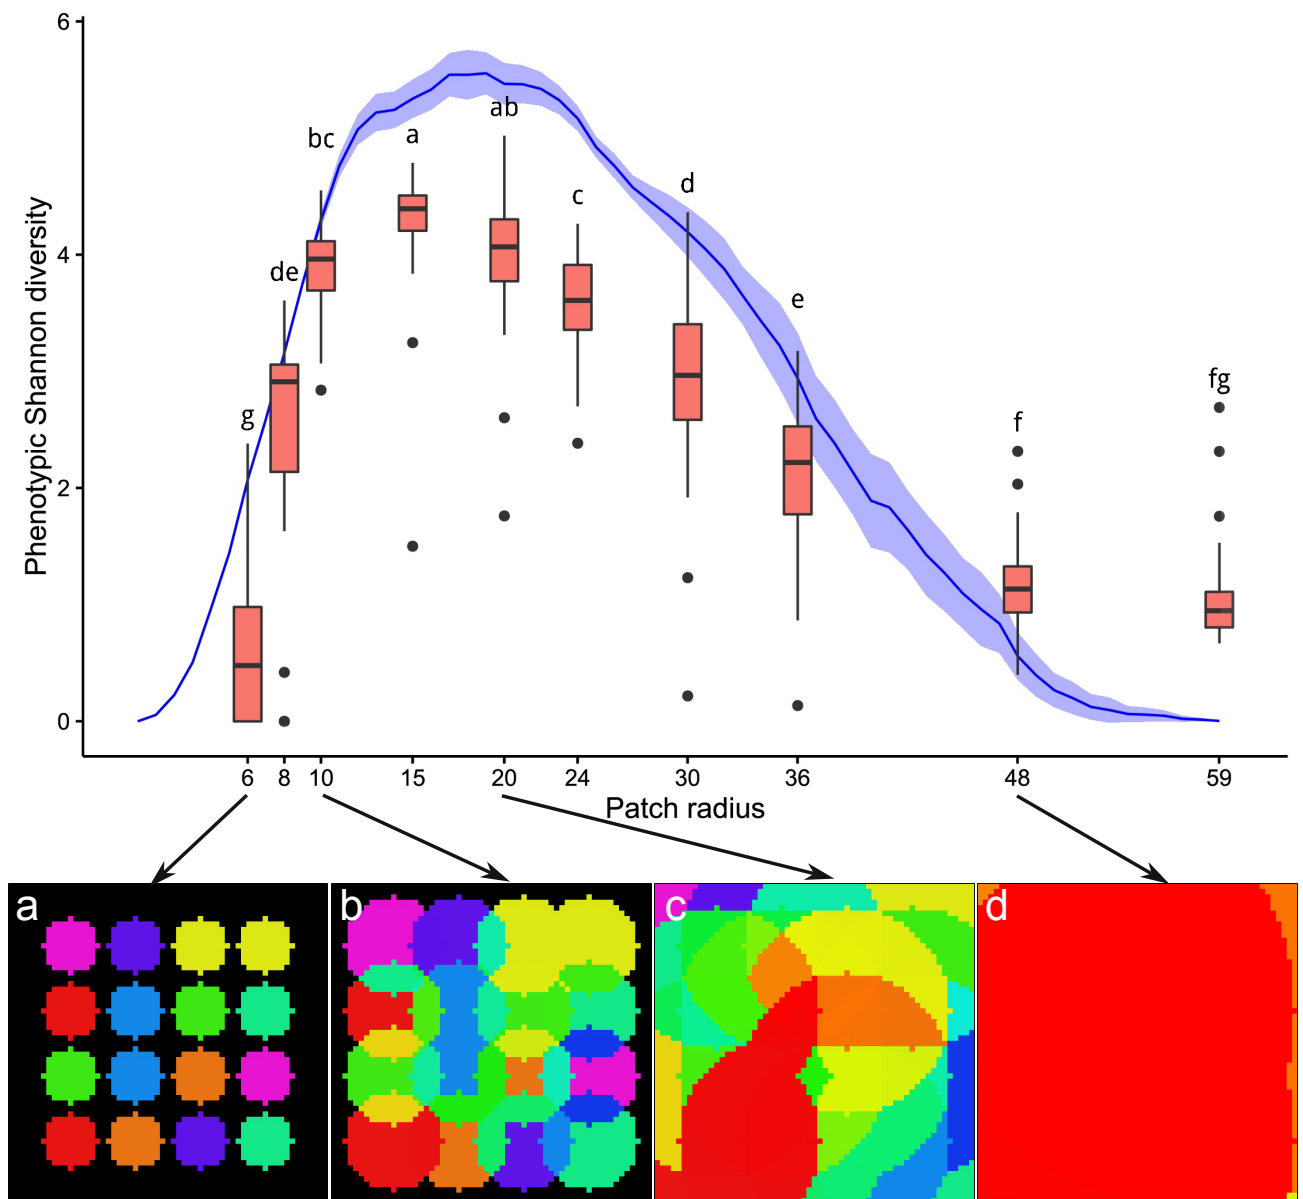 6
ab
a
bc
d
c
4
de
e
Phenotypic Shannon diversity
fg
g
f
2
0
6 8 10 15 20 24 30 36 48 59
Patch radius
a b c d